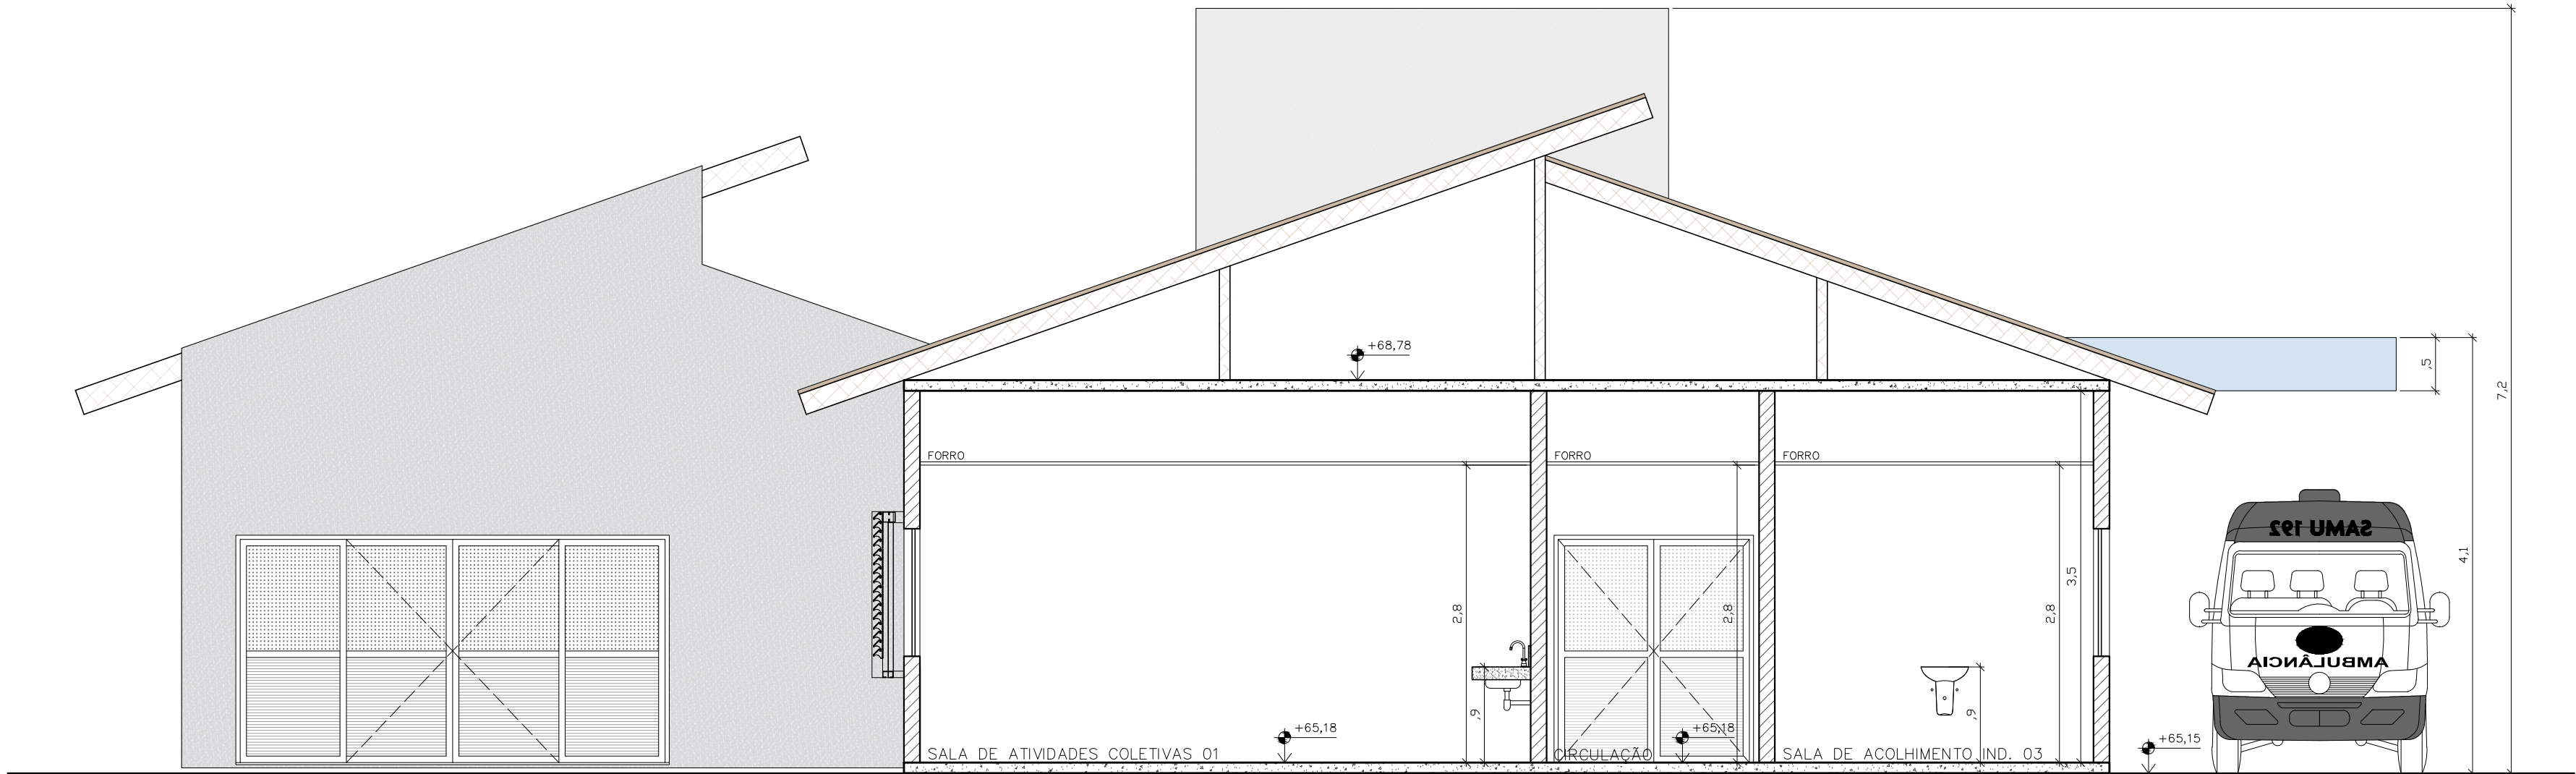 +68,78
,5
7,2
FORRO
FORRO
FORRO
SAMU 192
4,1
3,5
2,8
2,8
2,8
AMBULÂNCIA
,9
,9
+65,18
+65,18
+65,15
SALA DE ATIVIDADES COLETIVAS 01
CIRCULAÇÃO
SALA DE ACOLHIMENTO IND. 03